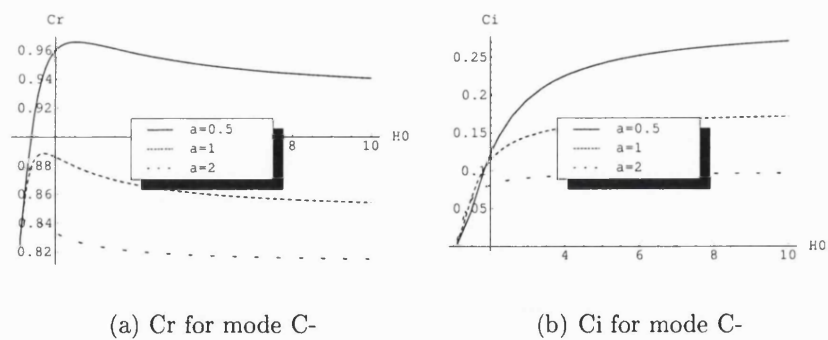 Cr
0.96
0.94
0.92
a=0.5
a=1
a=2
8
10
H0
0.88
0.86
0.84
0.82
(a) Cr for mode C-
Ci
0.25
0.2
0.15
0.1
0.05
a=0.5
a=1
a=2
4
6
8
10
H0
(b) Ci for mode C-